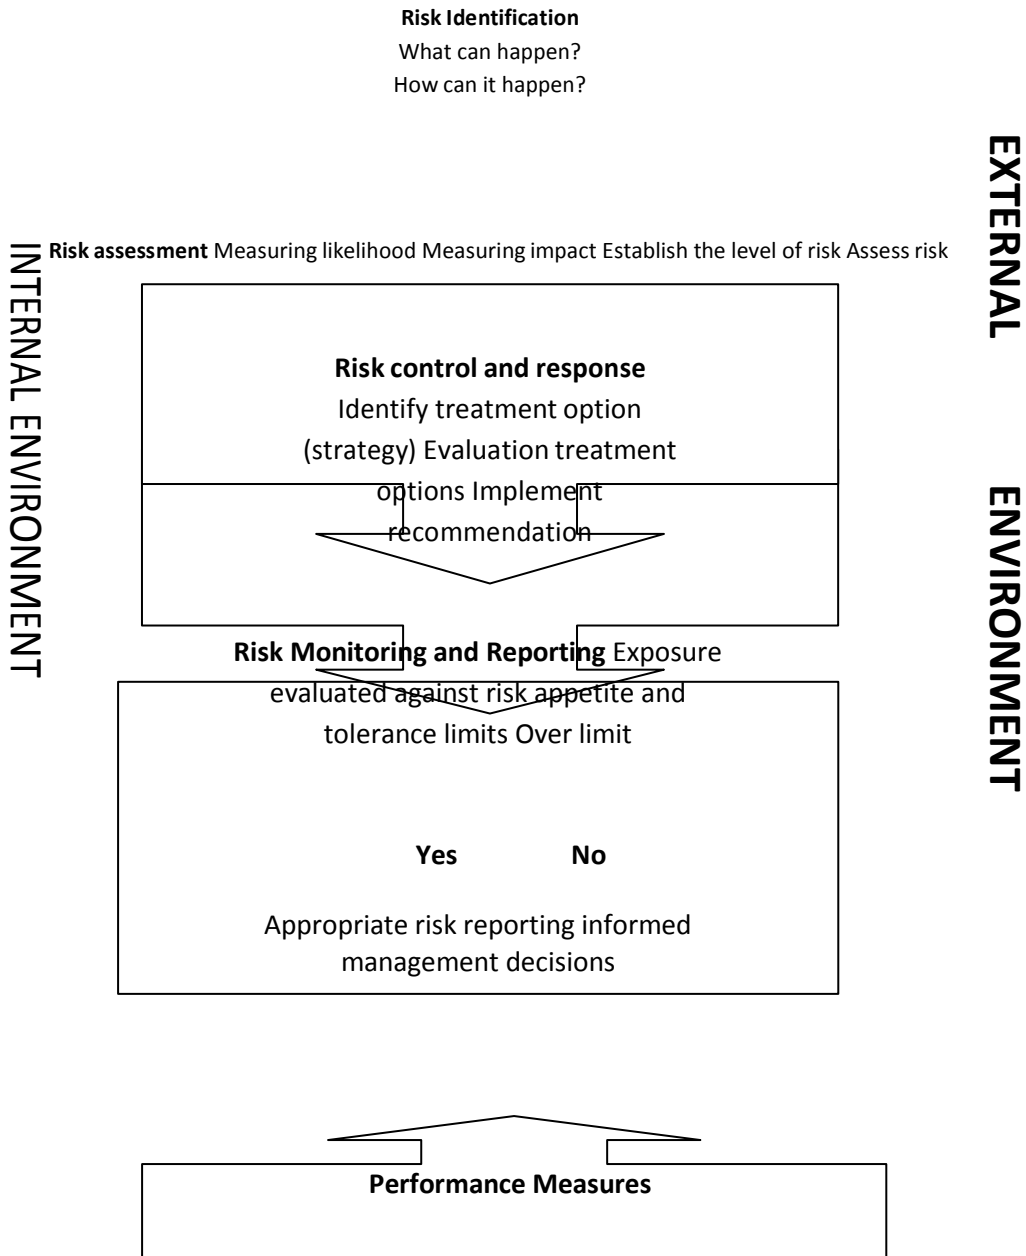 Risk Identification
What can happen?
How can it happen?
EXTERNAL ENVIRONMENT
INTERNAL ENVIRONMENT
Risk assessment Measuring likelihood Measuring impact Establish the level of risk Assess risk
Risk control and response
Identify treatment option
(strategy) Evaluation treatment
options Implement
recommendation
Risk Monitoring and Reporting Exposure
evaluated against risk appetite and
tolerance limits Over limit
Yes No
Appropriate risk reporting informed
management decisions
Performance Measures